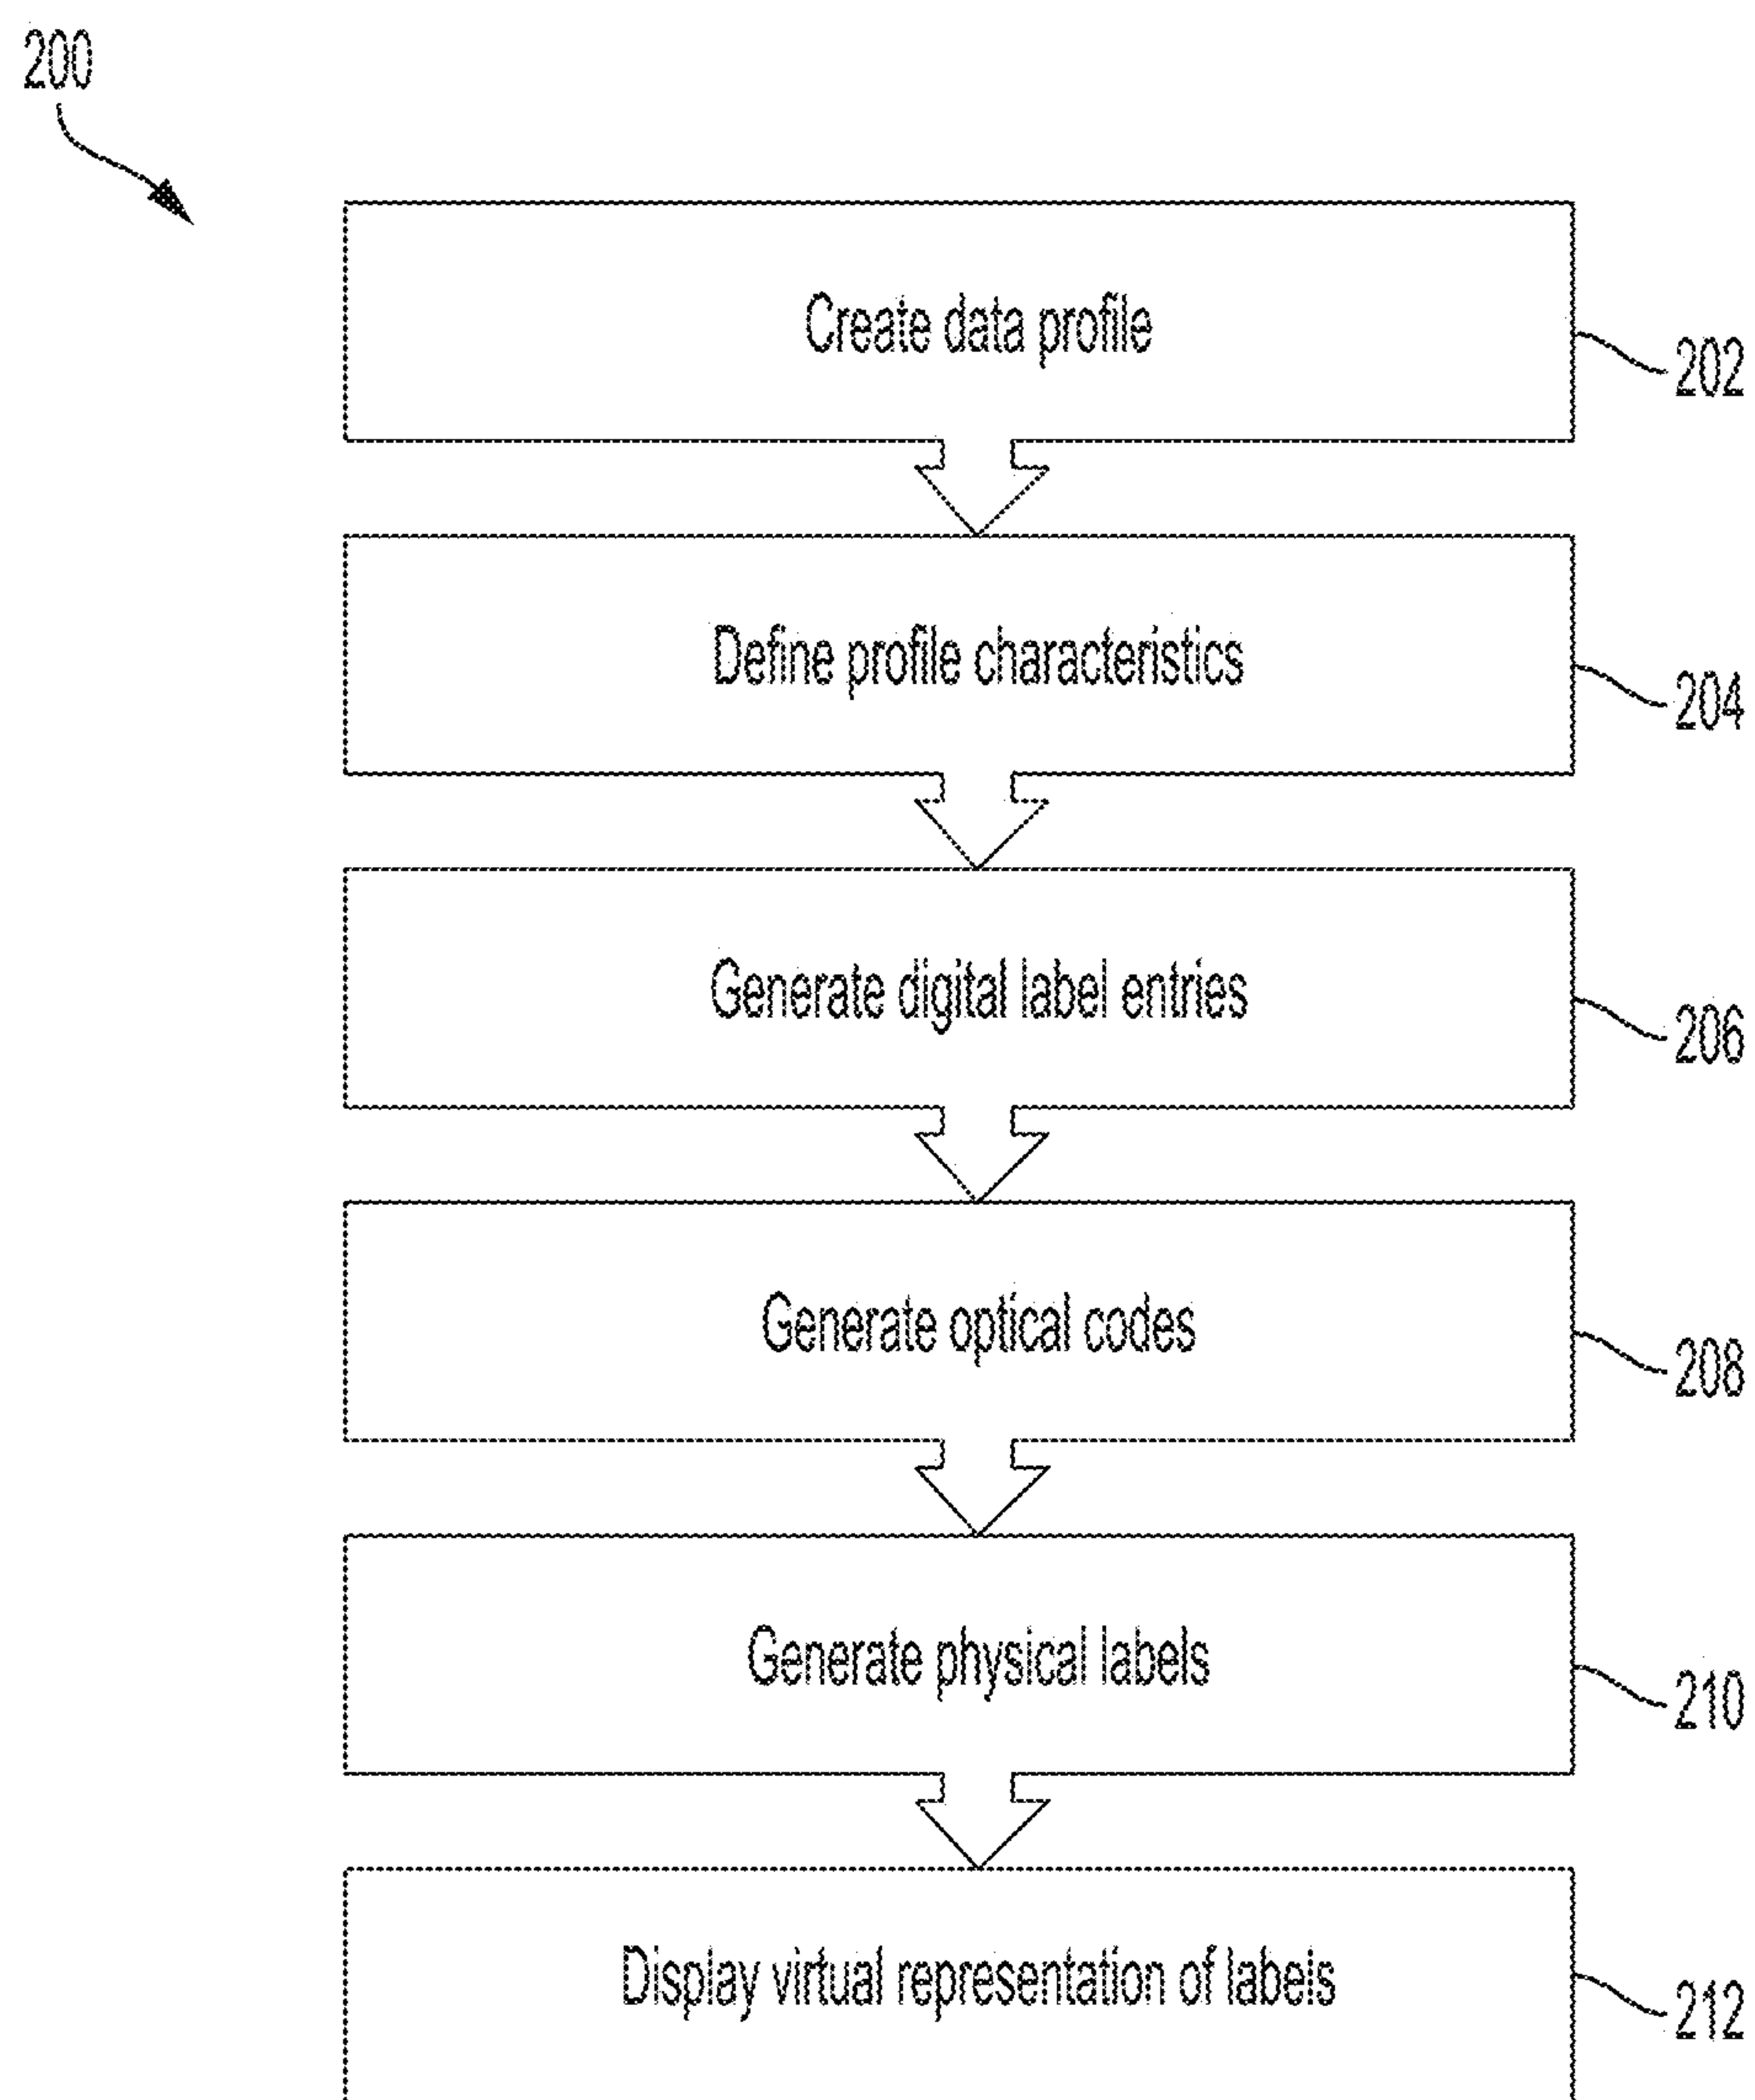 200
Create data profile
202
Define profile characteristics
204
Generate digital label entries
206
Generate optical codes
208
Generate physical labels
210
Display virtual representation of labels
212